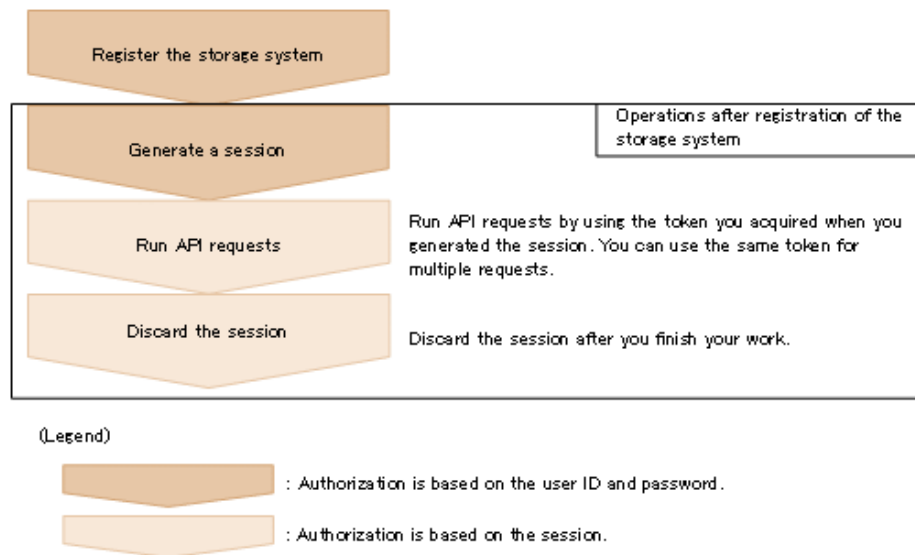 Register the storage system
Operations after registration of the
storage system
Generate a session
Run API requests
Run API requests by using the token you acquired when you
generated the session. You can use the same token for
multiple requests.
Discard the session
Discard the session after you finish your work.
(Legend)
: Authorization is based on the user ID and password.
: Authorization is based on the session.